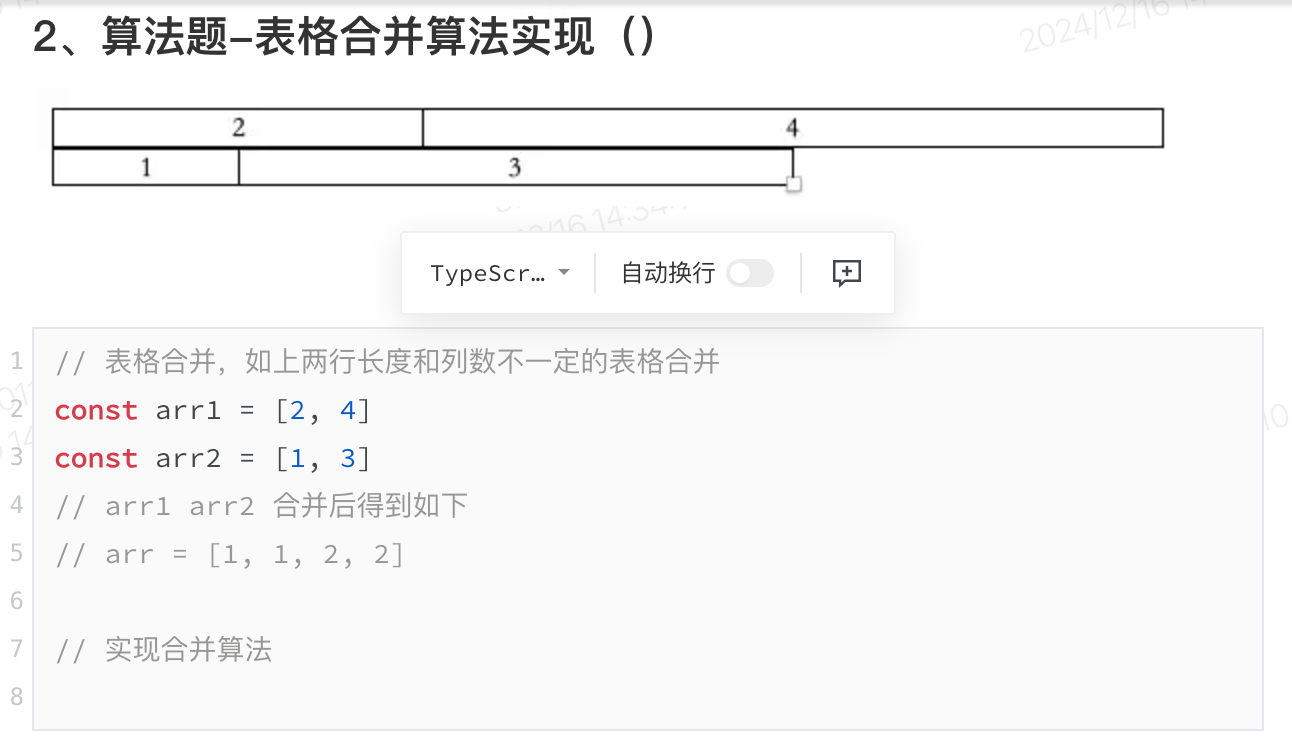 2、算法题–表格合并算法实现（）
2 4
1 3
TypeScr… 自动换行
1 // 表格合并，如上两行长度和列数不一定的表格合并
2 const arr1 = [2, 4]
3 const arr2 = [1, 3]
4 // arr1 arr2 合并后得到如下
5 // arr = [1, 1, 2, 2]
6
7 // 实现合并算法
8